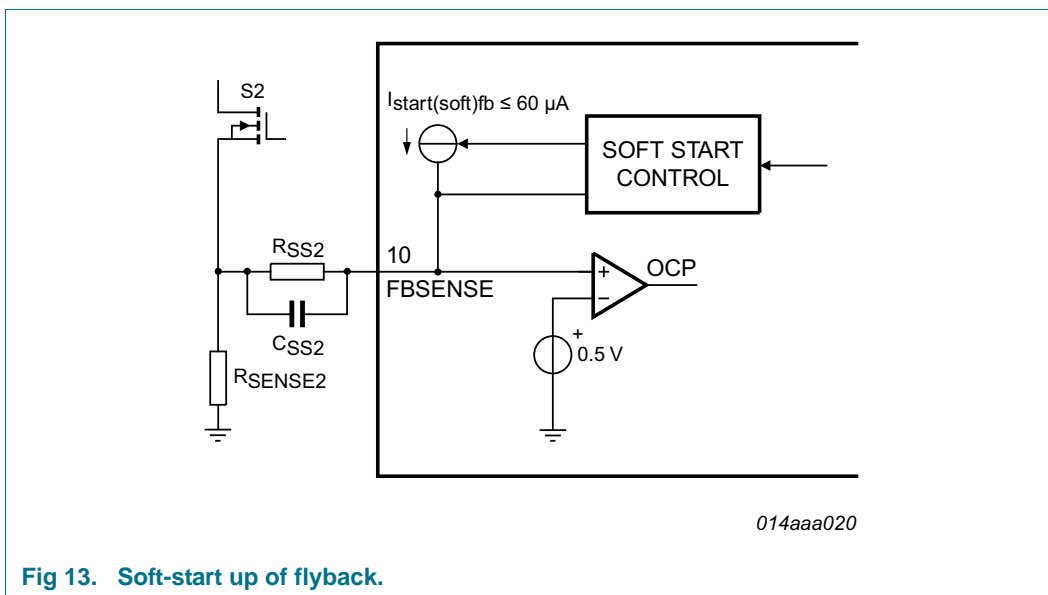 S2
Istart(soft)fb ≤ 60 µA
SOFT START
CONTROL
RSS2
10
FBSENSE
OCP
+
−
CSS2
+
0.5 V
RSENSE2
014aaa020
Fig 13. Soft-start up of flyback.